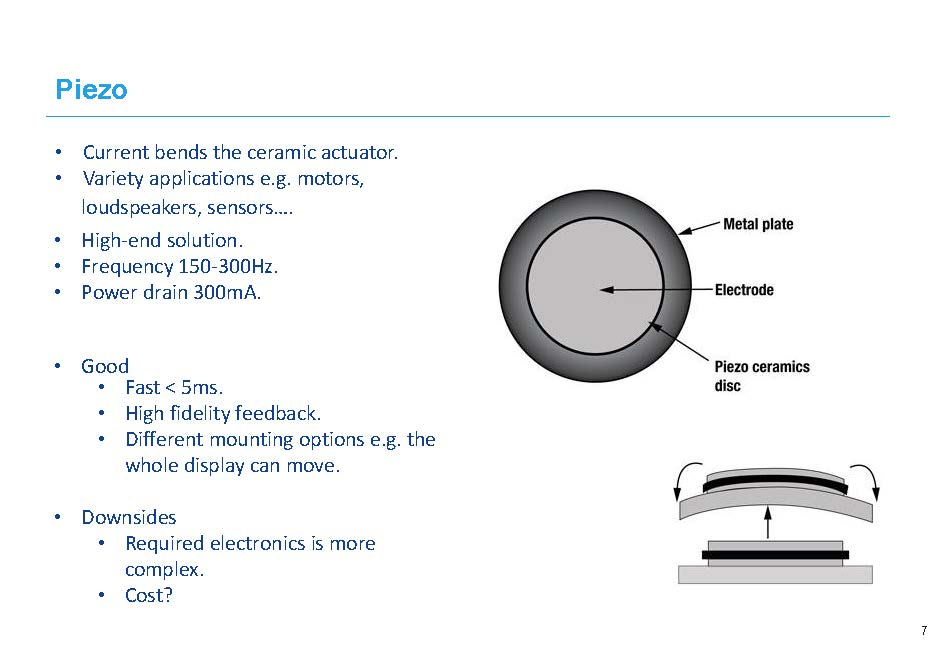 Piezo
• Current bends the ceramic actuator.
• Variety applications e.g. motors,
loudspeakers, sensors….
• High-end solution.
• Frequency 150-300Hz.
• Power drain 300mA.
• Good
• Fast < 5ms.
• High fidelity feedback.
• Different mounting options e.g. the
whole display can move.
• Downsides
• Required electronics is more
complex.
• Cost?
Metal plate
Electrode
Piezo ceramics
disc
7